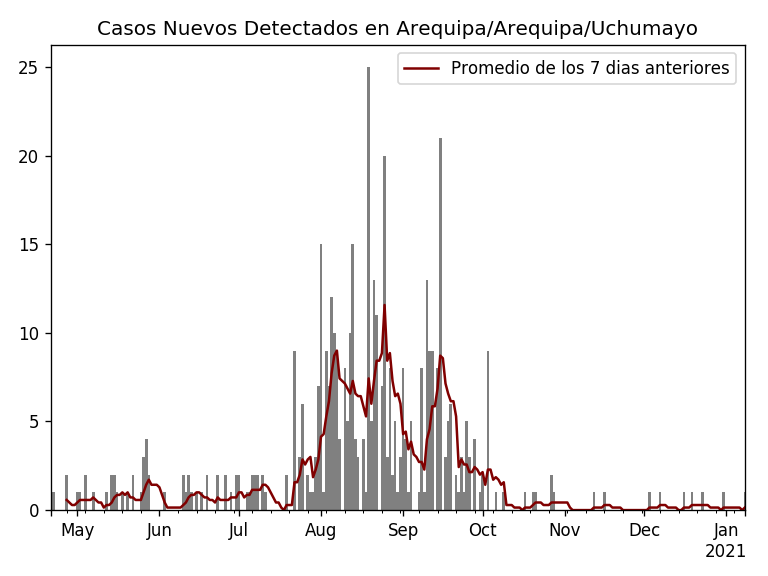 Casos Nuevos Detectados en Arequipa/Arequipa/Uchumayo
Promedio de los 7 dias anteriores
25
20
15
10
5
0
May Jun Jul Aug Sep Oct Nov Dec Jan
2021